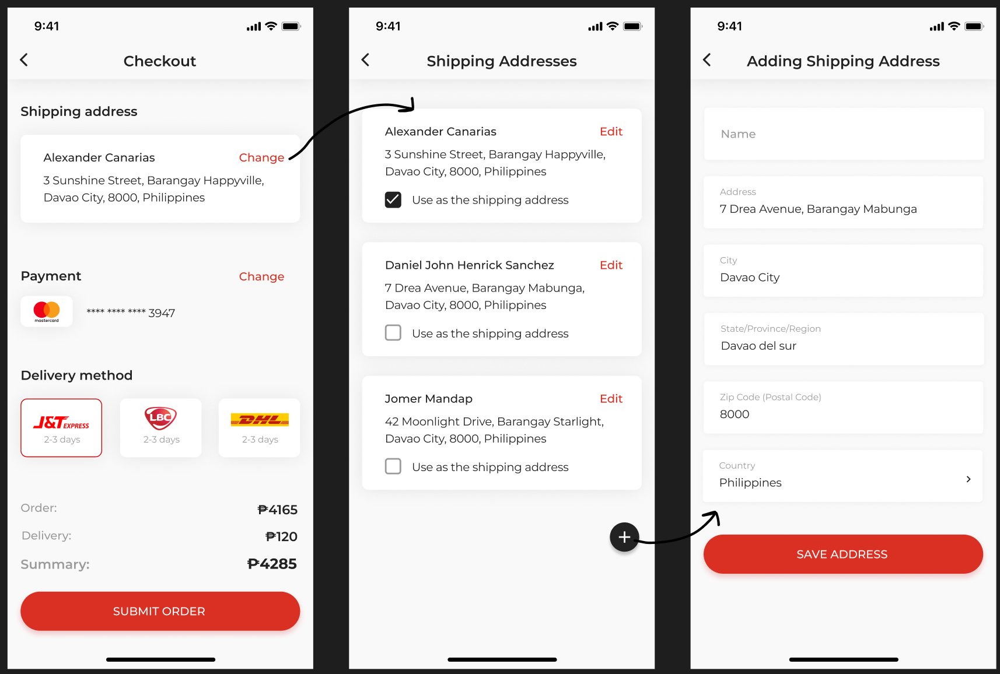 9:41
Checkout
Shipping address
Alexander Canarias
Change
3 Sunshine Street, Barangay Happyville,
Davao City, 8000, Philippines
Payment
Change
mastercard
**** **** **** 3947
Delivery method
J&T EXPRESS
2-3 days
LBC
2-3 days
DHL
2-3 days
Order:
₱4165
Delivery:
₱120
Summary:
₱4285
SUBMIT ORDER
9:41
Shipping Addresses
Alexander Canarias
Edit
3 Sunshine Street, Barangay Happyville,
Davao City, 8000, Philippines
Use as the shipping address
Daniel John Henrick Sanchez
Edit
7 Drea Avenue, Barangay Mabunga,
Davao City, 8000, Philippines
Use as the shipping address
Jomer Mandap
Edit
42 Moonlight Drive, Barangay Starlight,
Davao City, 8000, Philippines
Use as the shipping address
+
9:41
Adding Shipping Address
Name
Address
7 Drea Avenue, Barangay Mabunga
City
Davao City
State/Province/Region
Davao del sur
Zip Code (Postal Code)
8000
Country
Philippines
SAVE ADDRESS